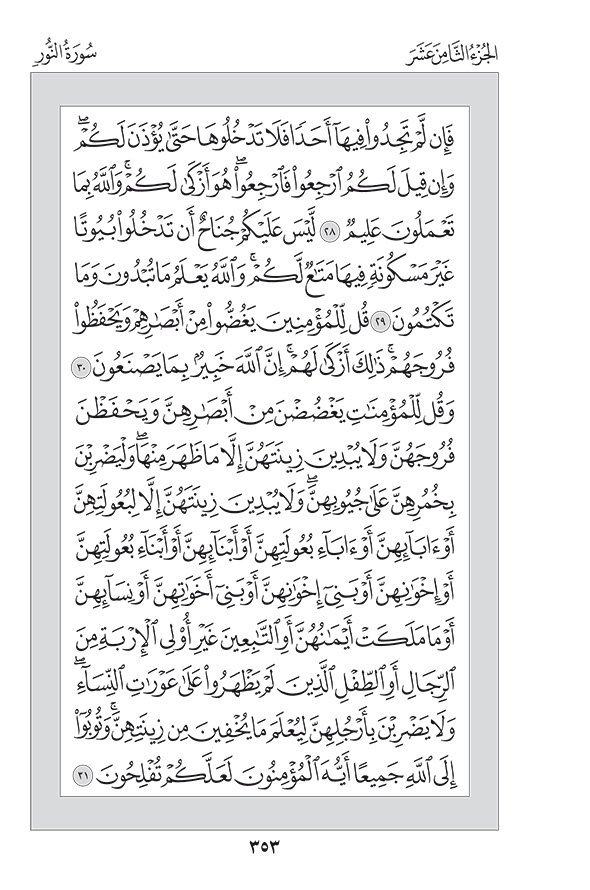 الجُزْءُ الثَّامِنَ عَشَرَ
سُورَةُ النُّورِ
فَإِن لَّمْ تَجِدُوا۟ فِيهَآ أَحَدًا فَلَا تَدْخُلُوهَا حَتَّىٰ يُؤْذَنَ لَكُمْ ۖ
وَإِن قِيلَ لَكُمُ ٱرْجِعُوا۟ فَٱرْجِعُوا۟ ۖ هُوَ أَزْكَىٰ لَكُمْ ۚ وَٱللَّهُ بِمَا
تَعْمَلُونَ عَلِيمٌ ٢٨ لَّيْسَ عَلَيْكُمْ جُنَاحٌ أَن تَدْخُلُوا۟ بُيُوتًا
غَيْرَ مَسْكُونَةٍ فِيهَا مَتَـٰعٌ لَّكُمْ ۚ وَٱللَّهُ يَعْلَمُ مَا تُبْدُونَ وَمَا
تَكْتُمُونَ ٢٩ قُل لِّلْمُؤْمِنِينَ يَغُضُّوا۟ مِنْ أَبْصَـٰرِهِمْ وَيَحْفَظُوا۟
فُرُوجَهُمْ ۚ ذَٰلِكَ أَزْكَىٰ لَهُمْ ۗ إِنَّ ٱللَّهَ خَبِيرٌۢ بِمَا يَصْنَعُونَ ٣٠
وَقُل لِّلْمُؤْمِنَـٰتِ يَغْضُضْنَ مِنْ أَبْصَـٰرِهِنَّ وَيَحْفَظْنَ
فُرُوجَهُنَّ وَلَا يُبْدِينَ زِينَتَهُنَّ إِلَّا مَا ظَهَرَ مِنْهَا ۖ وَلْيَضْرِبْنَ
بِخُمُرِهِنَّ عَلَىٰ جُيُوبِهِنَّ ۖ وَلَا يُبْدِينَ زِينَتَهُنَّ إِلَّا لِبُعُولَتِهِنَّ
أَوْ ءَابَآئِهِنَّ أَوْ ءَابَآءِ بُعُولَتِهِنَّ أَوْ أَبْنَآئِهِنَّ أَوْ أَبْنَآءِ بُعُولَتِهِنَّ
أَوْ إِخْوَٰنِهِنَّ أَوْ بَنِىٓ إِخْوَٰنِهِنَّ أَوْ بَنِىٓ أَخَوَٰتِهِنَّ أَوْ نِسَآئِهِنَّ
أَوْ مَا مَلَكَتْ أَيْمَـٰنُهُنَّ أَوِ ٱلتَّـٰبِعِينَ غَيْرِ أُو۟لِى ٱلْإِرْبَةِ مِنَ
ٱلرِّجَالِ أَوِ ٱلطِّفْلِ ٱلَّذِينَ لَمْ يَظْهَرُوا۟ عَلَىٰ عَوْرَٰتِ ٱلنِّسَآءِ ۖ
وَلَا يَضْرِبْنَ بِأَرْجُلِهِنَّ لِيُعْلَمَ مَا يُخْفِينَ مِن زِينَتِهِنَّ ۚ وَتُوبُوٓا۟
إِلَى ٱللَّهِ جَمِيعًا أَيُّهَ ٱلْمُؤْمِنُونَ لَعَلَّكُمْ تُفْلِحُونَ ٣١
٣٥٣